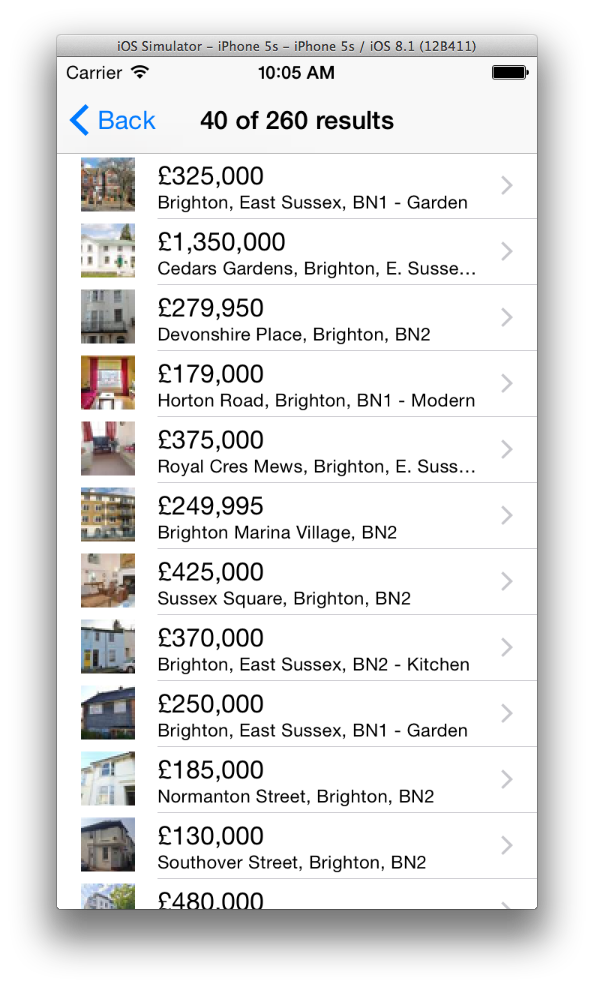 iOS Simulator – iPhone 5s – iPhone 5s / iOS 8.1 (12B411)
Carrier 10:05 AM
Back 40 of 260 results
£325,000
Brighton, East Sussex, BN1 - Garden
£1,350,000
Cedars Gardens, Brighton, E. Susse...
£279,950
Devonshire Place, Brighton, BN2
£179,000
Horton Road, Brighton, BN1 - Modern
£375,000
Royal Cres Mews, Brighton, E. Suss...
£249,995
Brighton Marina Village, BN2
£425,000
Sussex Square, Brighton, BN2
£370,000
Brighton, East Sussex, BN2 - Kitchen
£250,000
Brighton, East Sussex, BN1 - Garden
£185,000
Normanton Street, Brighton, BN2
£130,000
Southover Street, Brighton, BN2
£480,000